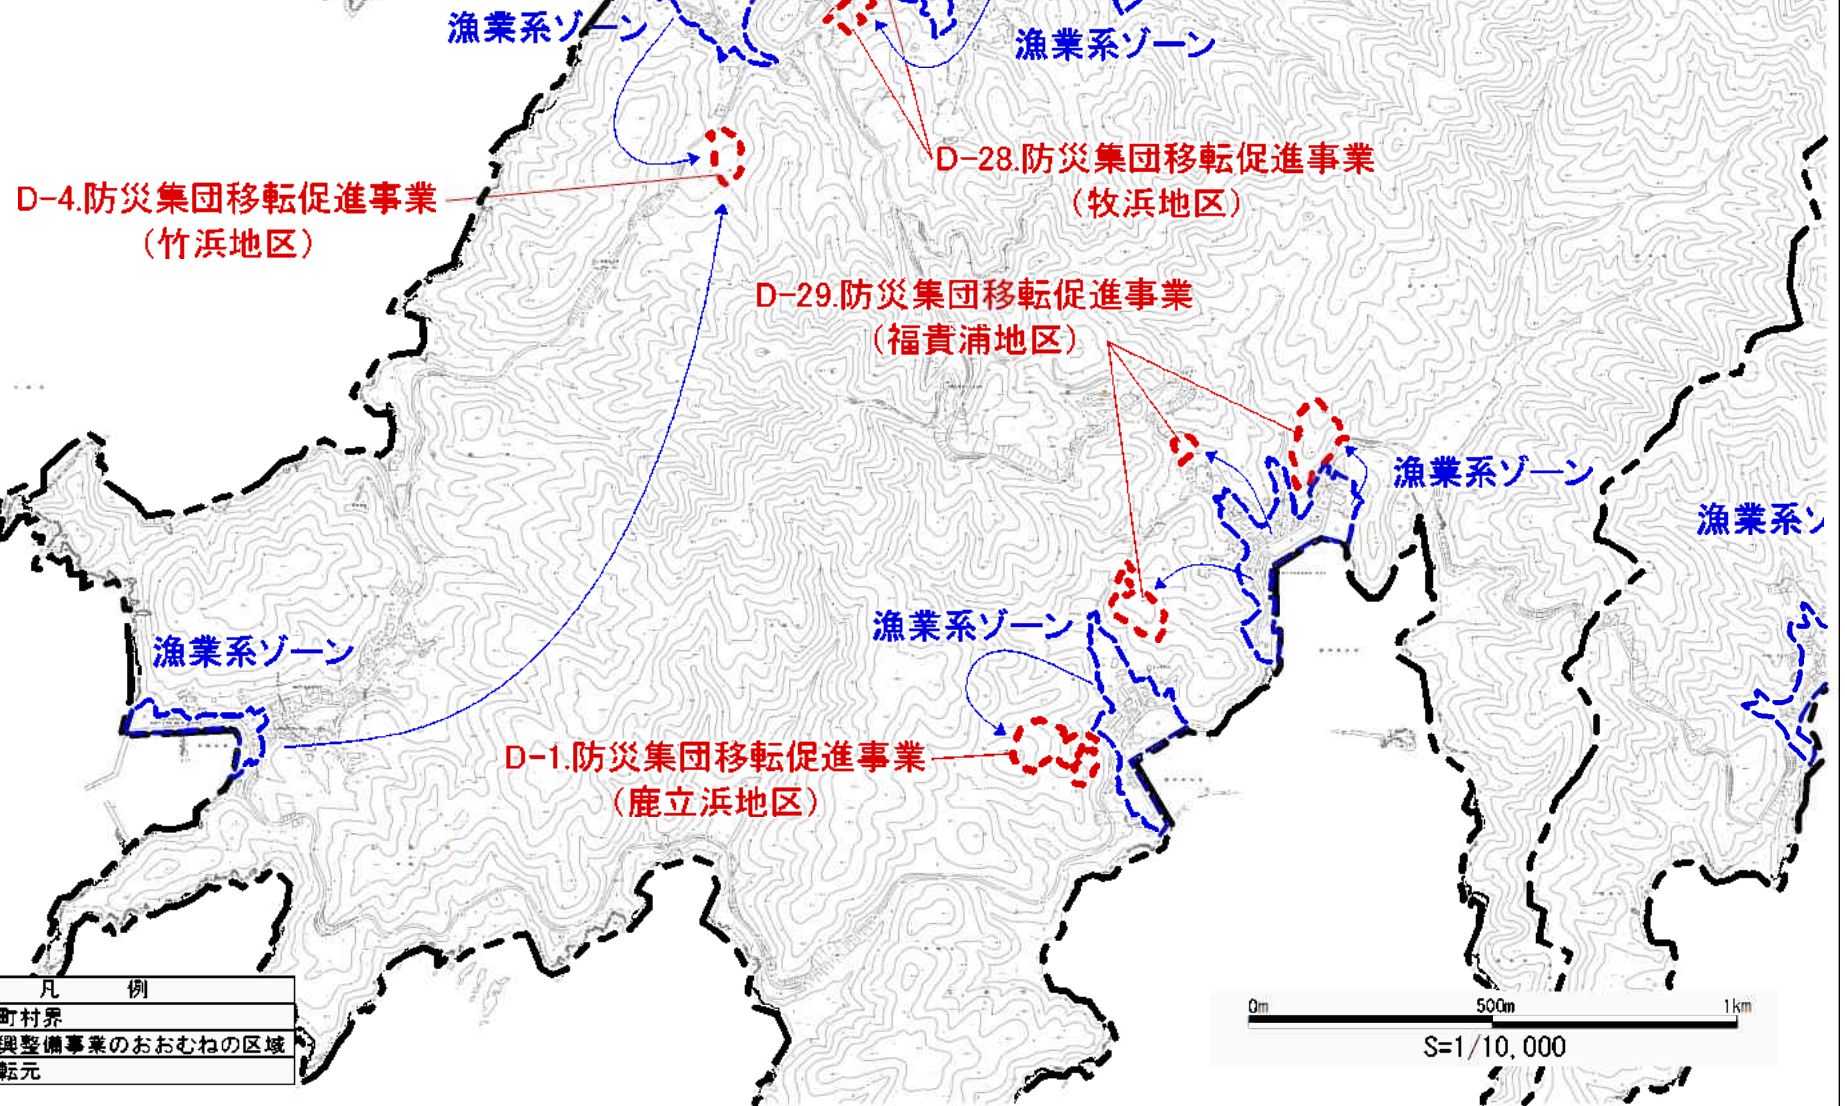 漁業系ゾーン
漁業系ゾーン
D-28.防災集団移転促進事業
(牧浜地区)
D-4.防災集団移転促進事業
(竹浜地区)
D-29.防災集団移転促進事業
(福貴浦地区)
漁業系ゾーン
漁業系ゾ
漁業系ゾーン
漁業系ゾーン
D-1.防災集団移転促進事業
(鹿立浜地区)
凡 例
町村界
興整備事業のおおむねの区域
転元
0m 500m 1km
S=1/10,000